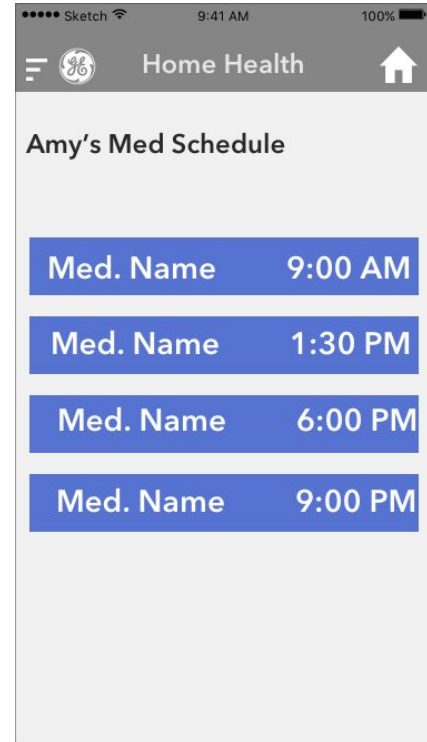 Sketch 9:41 AM 100%
GE Home Health
Amy's Med Schedule
Med. Name 9:00 AM
Med. Name 1:30 PM
Med. Name 6:00 PM
Med. Name 9:00 PM